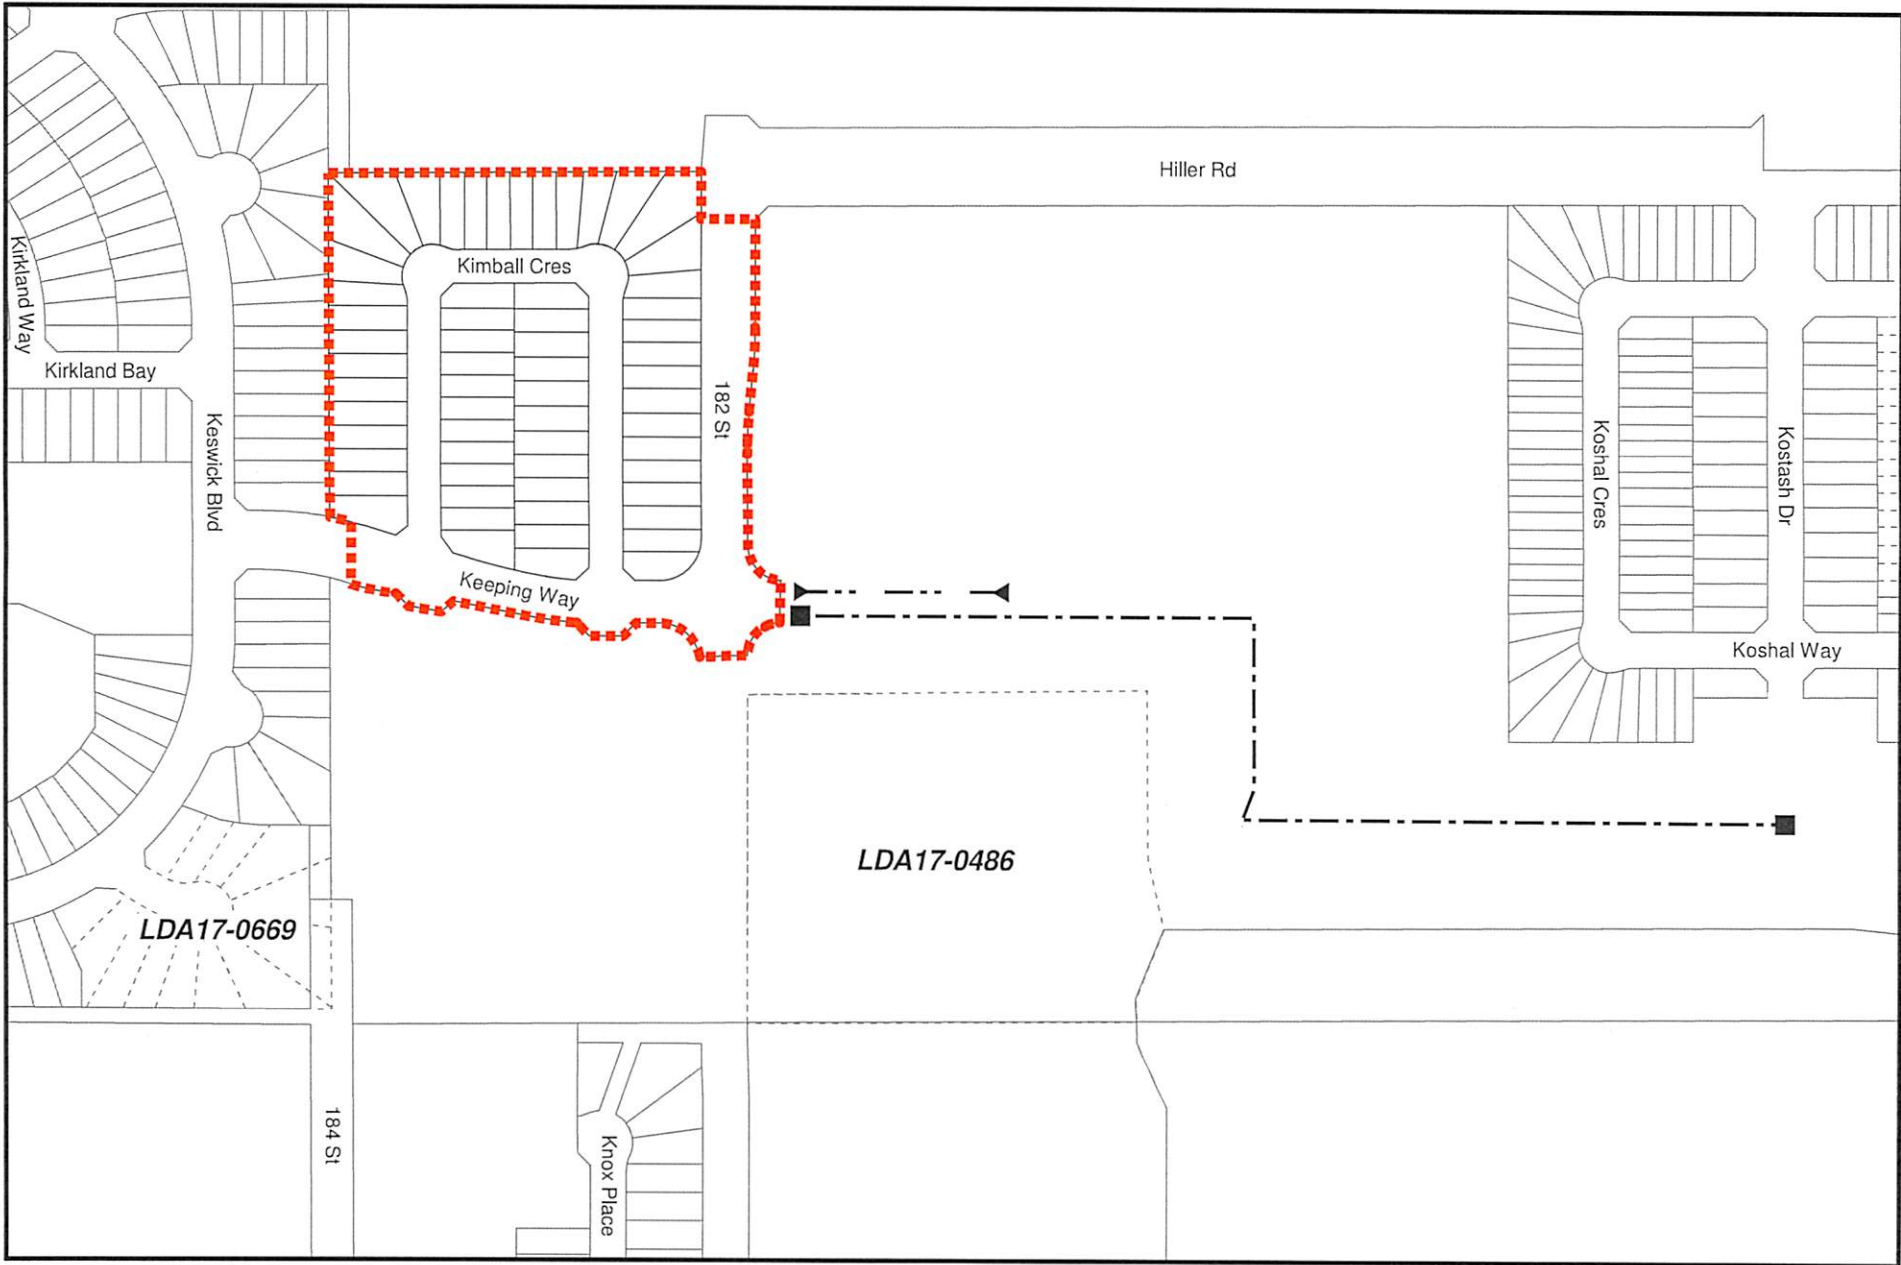 Hiller Rd
Kirkland Way
Kimball Cres
Kirkland Bay
182 St
Keswick Blvd
Koshal Cres
Kostash Dr
Keeping Way
Koshal Way
LDA17-0486
LDA17-0669
184 St
Knox Place